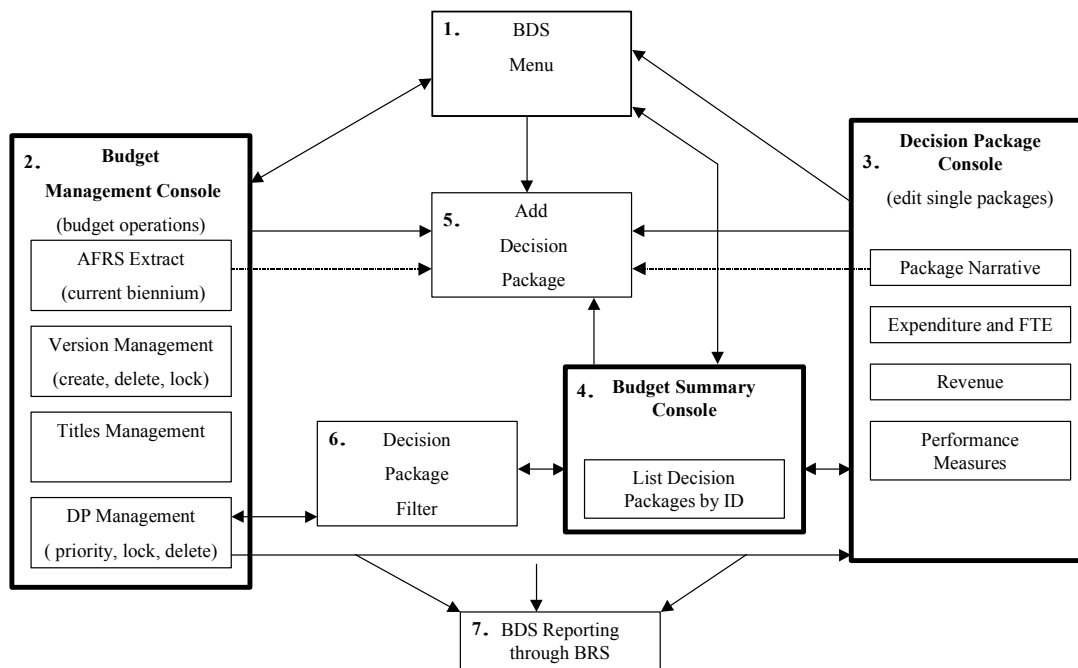 1. BDS
Menu
2. Budget
Management Console
(budget operations)
AFRS Extract
(current biennium)
Version Management
(create, delete, lock)
Titles Management
DP Management
( priority, lock, delete)
5. Add
Decision
Package
6. Decision
Package
Filter
4. Budget Summary
Console
List Decision
Packages by ID
3. Decision Package
Console
(edit single packages)
Package Narrative
Expenditure and FTE
Revenue
Performance
Measures
7. BDS Reporting
through BRS